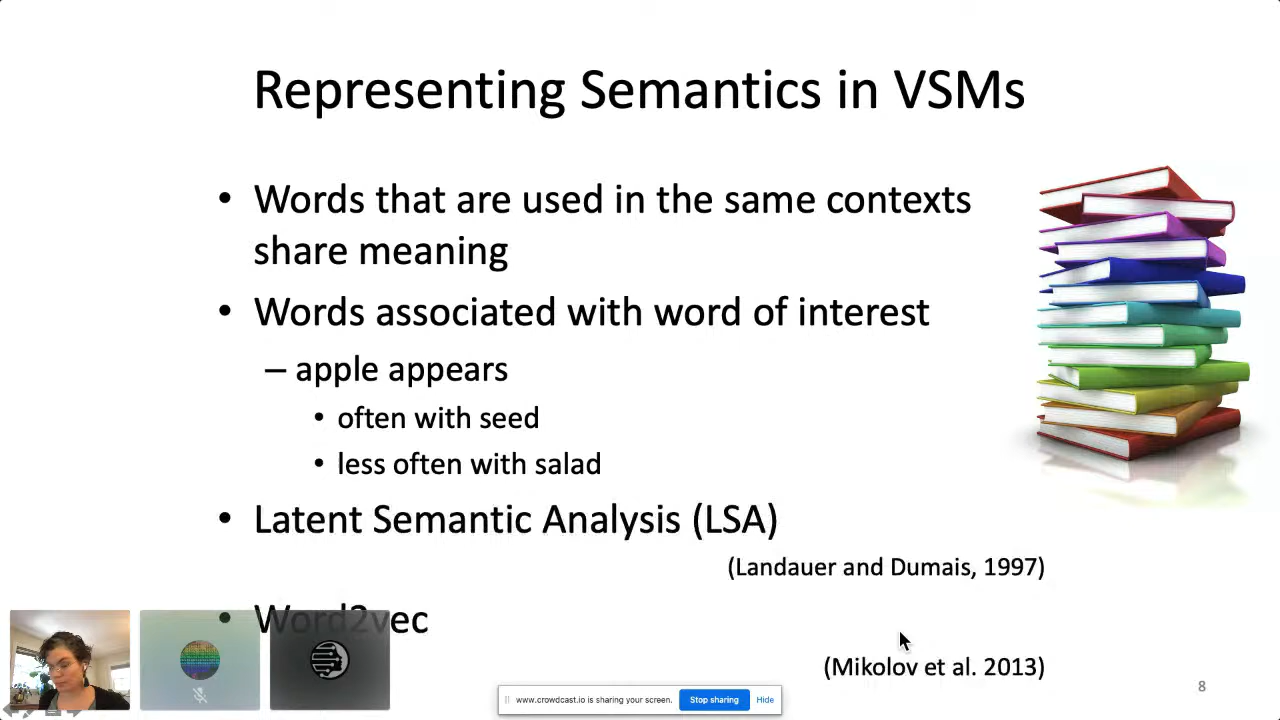 Representing Semantics in VSMs
• Words that are used in the same contexts
share meaning
• Words associated with word of interest
– apple appears
• often with seed
• less often with salad
• Latent Semantic Analysis (LSA)
(Landauer and Dumais, 1997)
• Word2vec
(Mikolov et al. 2013)
www.crowdcast.io is sharing your screen. Stop sharing Hide
8